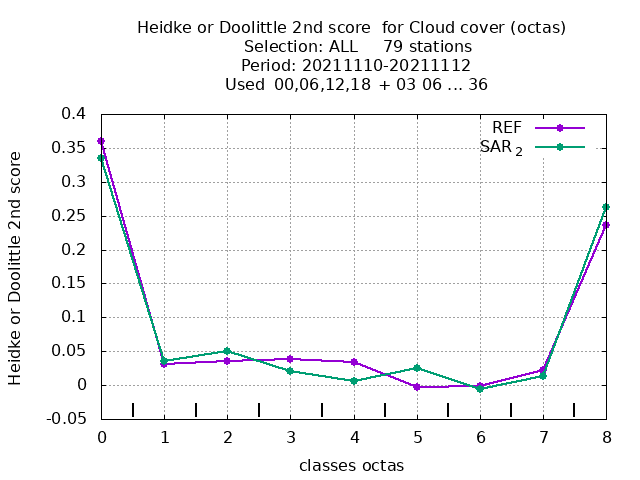 Heidke or Doolittle 2nd score  for Cloud cover (octas)
Selection: ALL     79 stations
Period: 20211110-20211112
Used  00,06,12,18 + 03 06 ... 36
REF
SAR 2
Heidke or Doolittle 2nd score
0.4
0.35
0.3
0.25
0.2
0.15
0.1
0.05
0
-0.05
0 1 2 3 4 5 6 7 8
classes octas